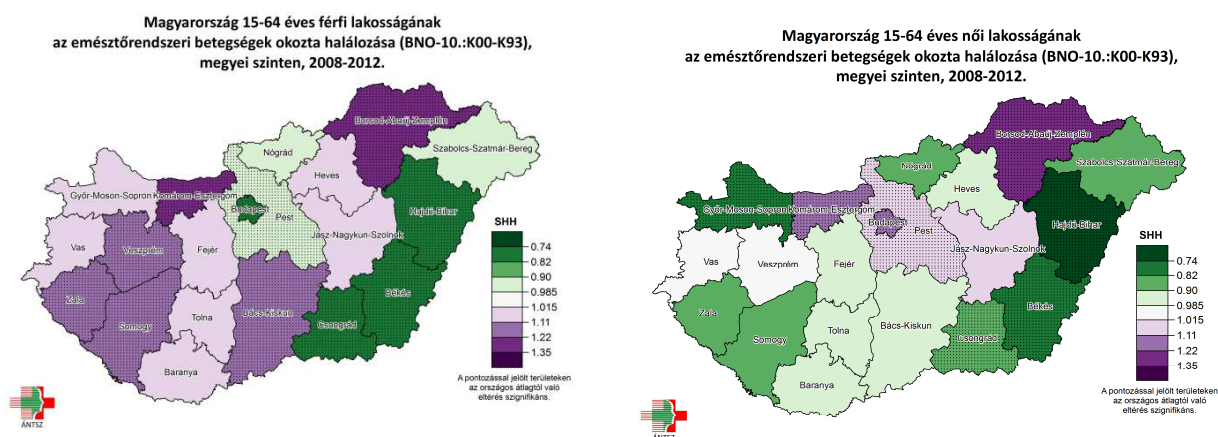 Magyarország 15-64 éves férfi lakosságának
az emésztőrendszeri betegségek okozta halálozása (BNO-10.:K00-K93),
megyei szinten, 2008-2012.
Borsod-Abaúj-Zemplén
Szabolcs-Szatmár-Bereg
Nógrád
Heves
Győr-Moson-Sopron
Komárom-Esztergom
Budapest
Pest
Hajdú-Bihar
Jász-Nagykun-Szolnok
Vas
Veszprém
Fejér
Zala
Somogy
Tolna
Bács-Kiskun
Csongrád
Békés
Baranya
SHH
0.74
0.82
0.90
0.985
1.015
1.11
1.22
1.35
A pontozással jelölt területeken
az országos átlagtól való
eltérés szignifikáns.
ÁNTSZ
Magyarország 15-64 éves női lakosságának
az emésztőrendszeri betegségek okozta halálozása (BNO-10.:K00-K93),
megyei szinten, 2008-2012.
Borsod-Abaúj-Zemplén
Szabolcs-Szatmár-Bereg
Nógrád
Heves
Győr-Moson-Sopron
Komárom-Esztergom
Budapest
Pest
Hajdú-Bihar
Jász-Nagykun-Szolnok
Vas
Veszprém
Fejér
Zala
Somogy
Tolna
Bács-Kiskun
Csongrád
Békés
Baranya
SHH
0.74
0.82
0.90
0.985
1.015
1.11
1.22
1.35
A pontozással jelölt területeken
az országos átlagtól való
eltérés szignifikáns.
ÁNTSZ